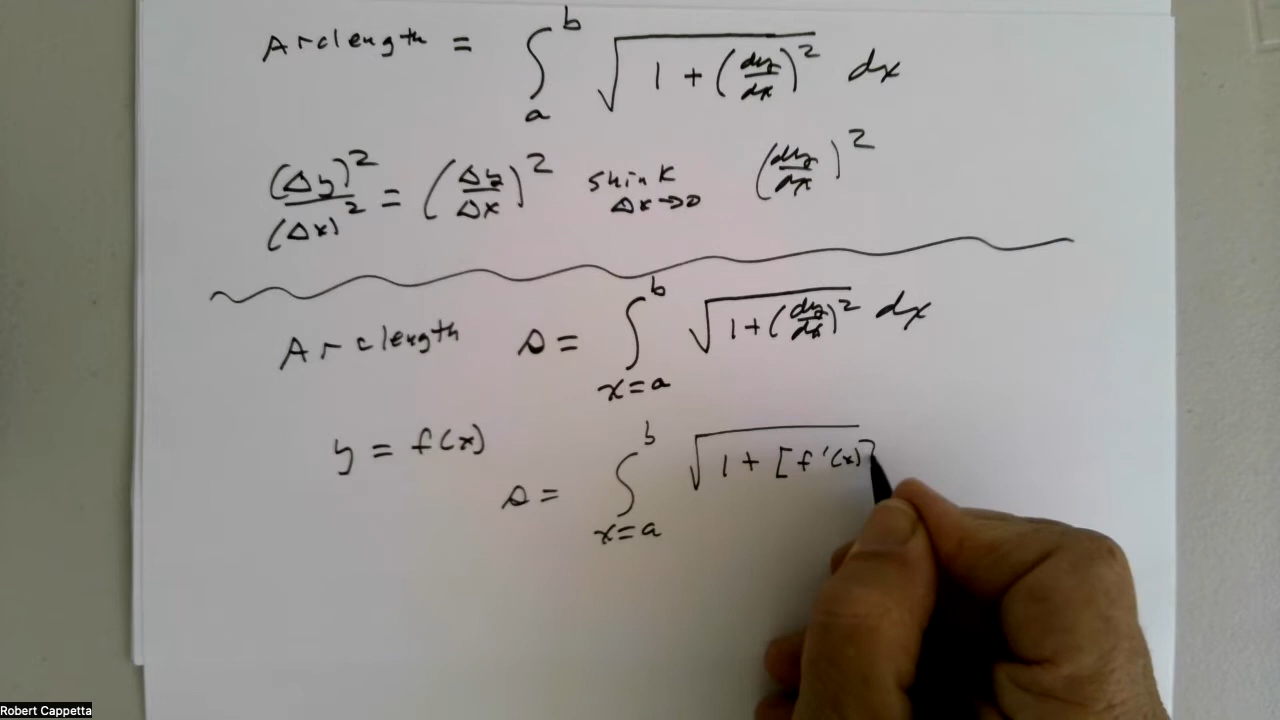 Arclength = ∫_a^b √(1 + (dy/dx)^2) dx
(Δy)^2/(Δx)^2 = (Δy/Δx)^2 shink Δx→0 (dy/dx)^2
Arclength s = ∫_{x=a}^b √(1+(dy/dx)^2) dx
y = f(x)
s = ∫_{x=a}^b √(1 + [f'(x)]
Robert Cappetta